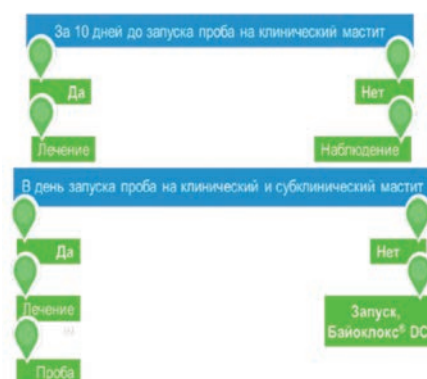 За 10 дней до запуска проба на клинический мастит
Да
Нет
Лечение
Наблюдение
В день запуска проба на клинический и субклинический мастит
Да
Нет
Лечение
Запуск,
Байоклокс® DC
Проба